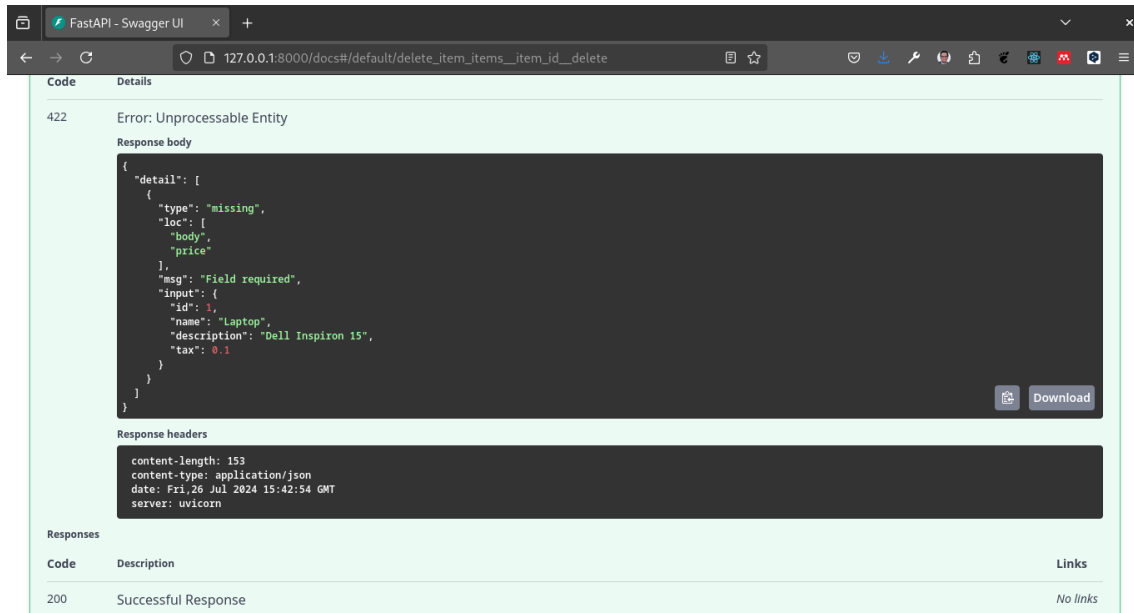 FastAPI - Swagger UI
127.0.0.1:8000/docs#/default/delete_item_items__item_id__delete
Code Details
422 Error: Unprocessable Entity
Response body
{
"detail": [
{
"type": "missing",
"loc": [
"body",
"price"
],
"msg": "Field required",
"input": {
"id": 1,
"name": "Laptop",
"description": "Dell Inspiron 15",
"tax": 0.1
}
}
]
}
Download
Response headers
content-length: 153
content-type: application/json
date: Fri,26 Jul 2024 15:42:54 GMT
server: uvicorn
Responses
Code Description Links
200 Successful Response No links